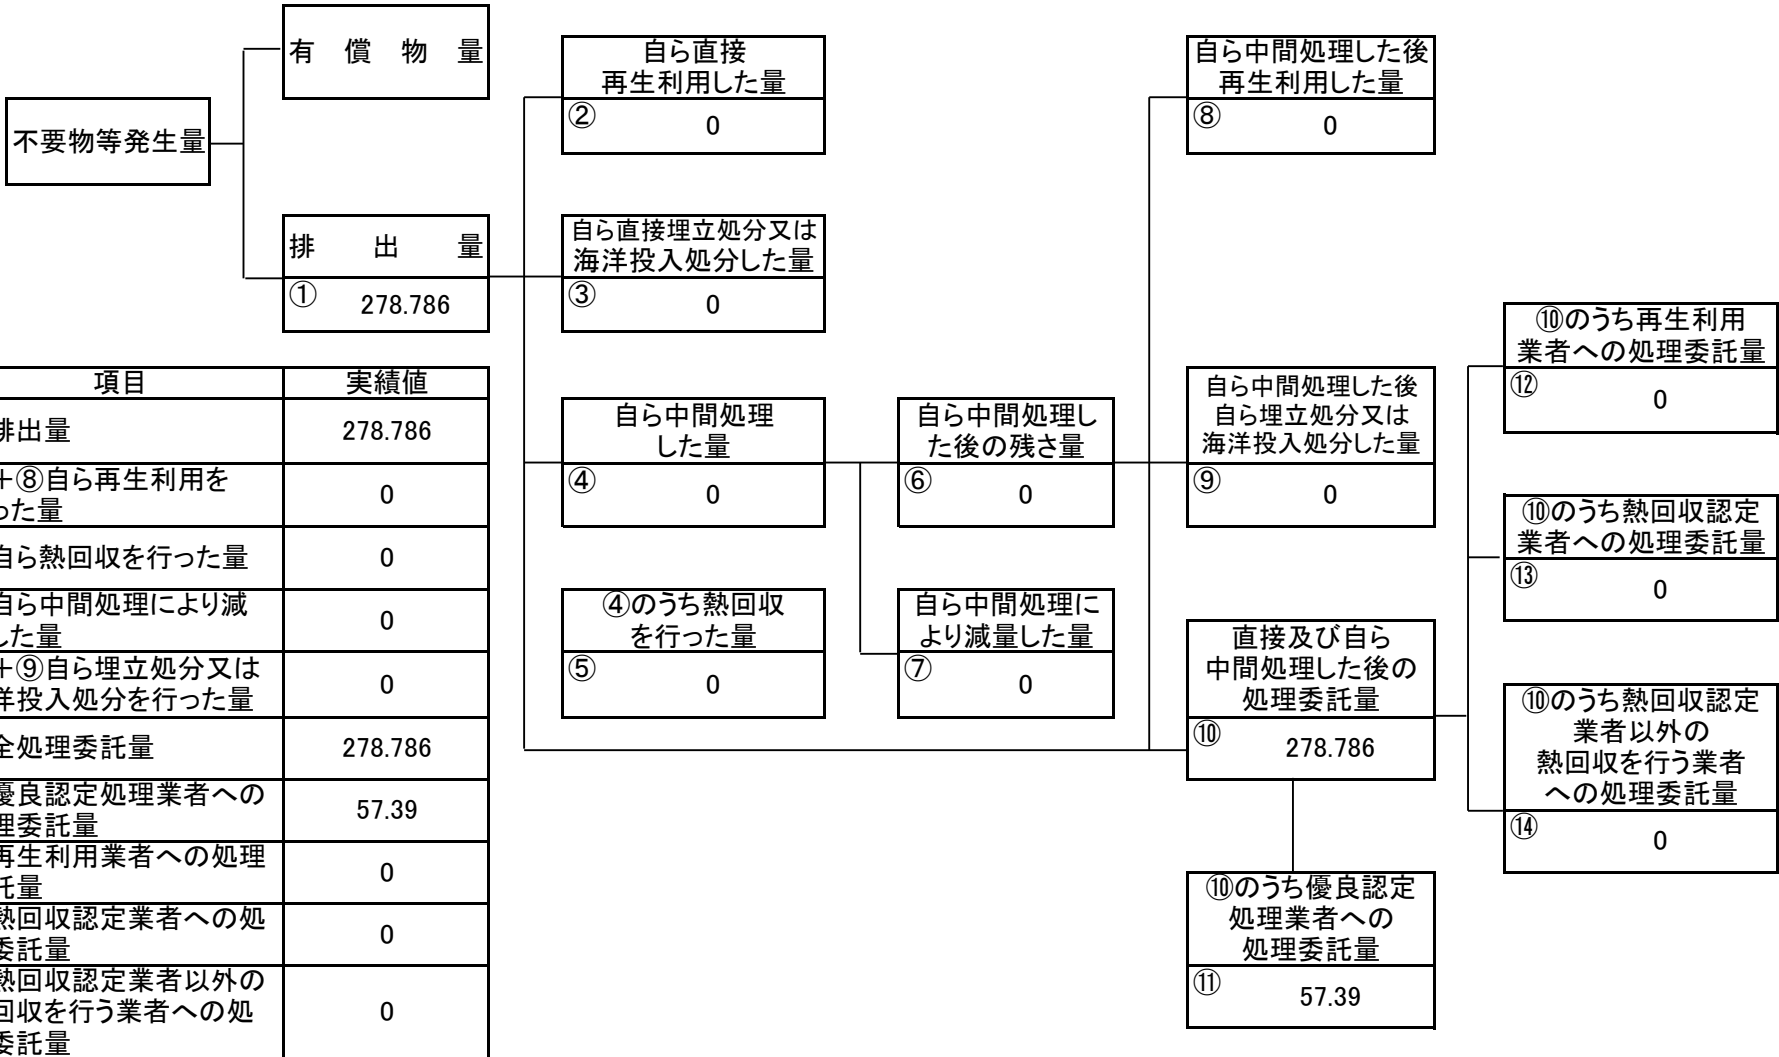 有償物量
不要物等発生量
排出量
① 278.786
自ら直接
再生利用した量
② 0
自ら直接埋立処分又は
海洋投入処分した量
③ 0
自ら中間処理
した量
④ 0
④のうち熱回収
を行った量
⑤ 0
自ら中間処理し
た後の残さ量
⑥ 0
自ら中間処理に
より減量した量
⑦ 0
自ら中間処理した後
再生利用した量
⑧ 0
自ら中間処理した後
自ら埋立処分又は
海洋投入処分した量
⑨ 0
直接及び自ら
中間処理した後の
処理委託量
⑩ 278.786
⑩のうち優良認定
処理業者への
処理委託量
⑪ 57.39
⑩のうち再生利用
業者への処理委託量
⑫ 0
⑩のうち熱回収認定
業者への処理委託量
⑬ 0
⑩のうち熱回収認定
業者以外の
熱回収を行う業者
への処理委託量
⑭ 0
項目 実績値
排出量 278.786
+⑧自ら再生利用を
った量 0
自ら熱回収を行った量 0
自ら中間処理により減
した量 0
+⑨自ら埋立処分又は
洋投入処分を行った量 0
全処理委託量 278.786
優良認定処理業者への
理委託量 57.39
再生利用業者への処理
託量 0
熱回収認定業者への処
委託量 0
熱回収認定業者以外の
回収を行う業者への処
委託量 0